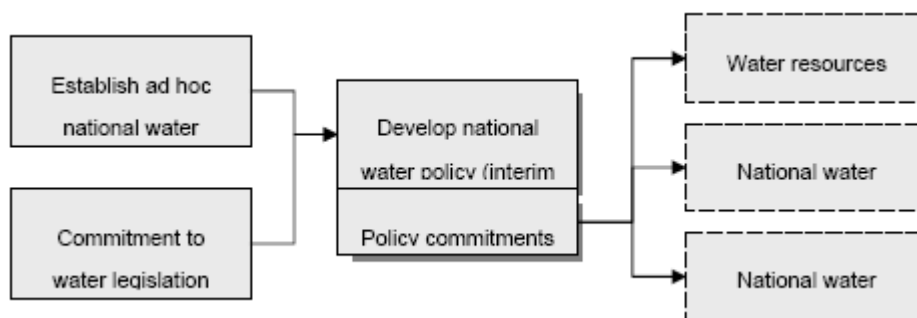 Establish ad hoc
national water
Commitment to
water legislation
Develop national
water policy (interim
Policy commitments
Water resources
National water
National water